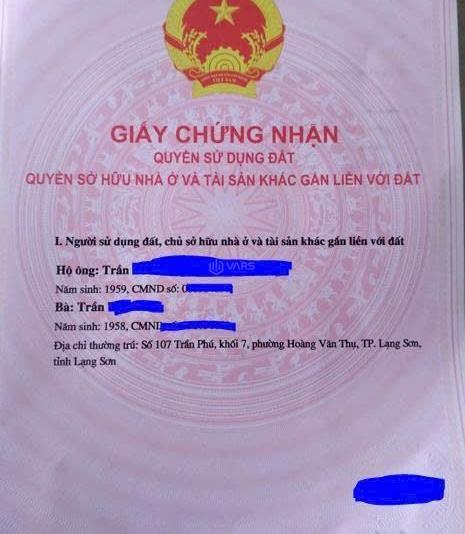 GIẤY CHỨNG NHẬN
QUYỀN SỬ DỤNG ĐẤT
QUYỀN SỞ HỮU NHÀ Ở VÀ TÀI SẢN KHÁC GẮN LIỀN VỚI ĐẤT
I. Người sử dụng đất, chủ sở hữu nhà ở và tài sản khác gắn liền với đất
Hộ ông: Trần
VARS
Năm sinh: 1959, CMND số: 0
Bà: Trần
Năm sinh: 1958, CMND
Địa chỉ thường trú: Số 107 Trần Phú, khối 7, phường Hoàng Văn Thụ, TP. Lạng Sơn,
tỉnh Lạng Sơn